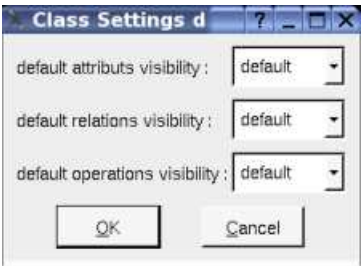 Class Settings d
default attributs visibility : default
default relations visibility : default
default operations visibility : default
OK Cancel